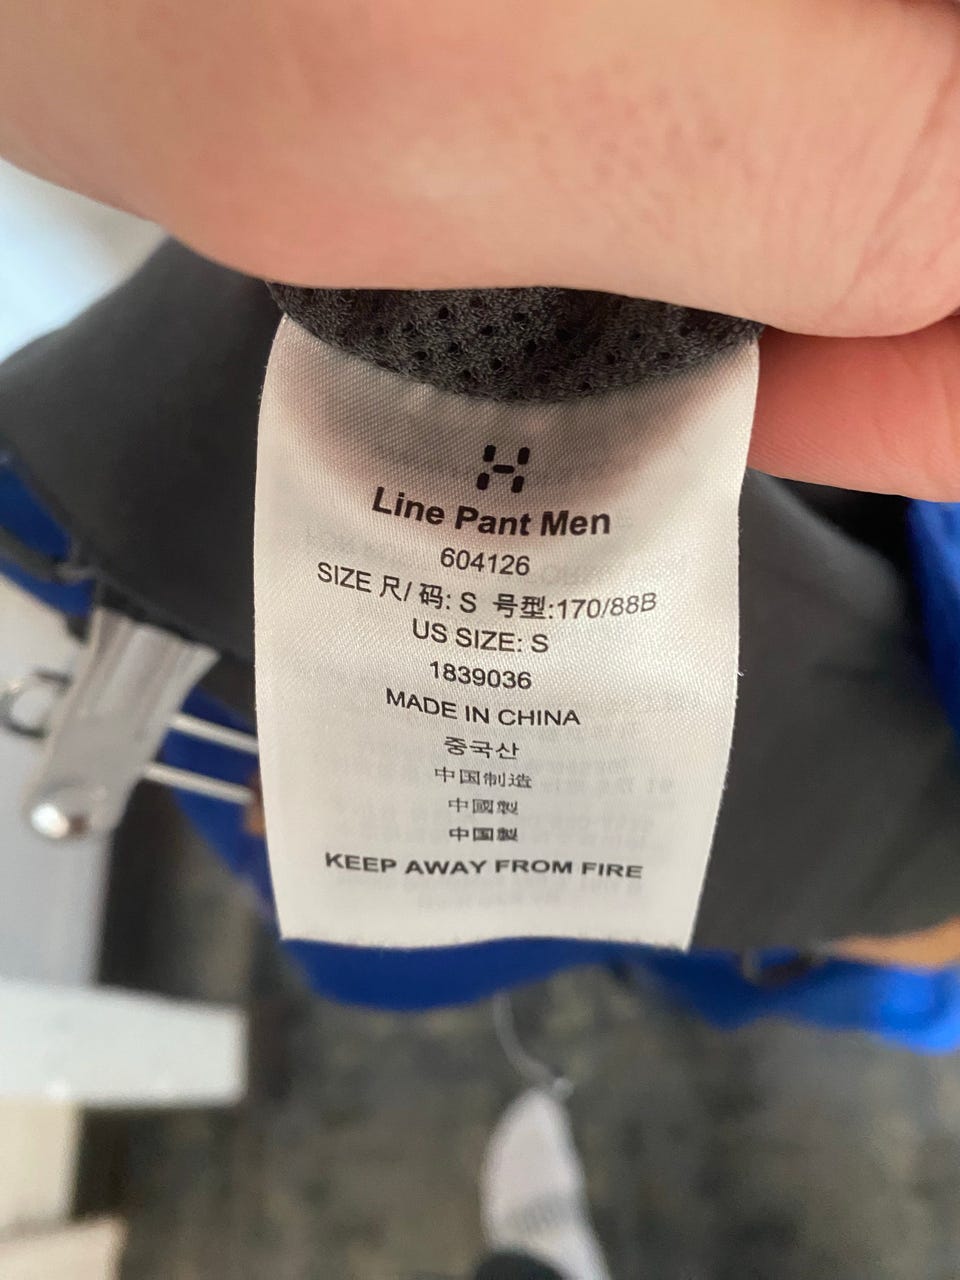 Line Pant Men
604126
SIZE 尺/ 码: S 号型:170/88B
US SIZE: S
1839036
MADE IN CHINA
중국산
中国制造
中國製
中国製
KEEP AWAY FROM FIRE